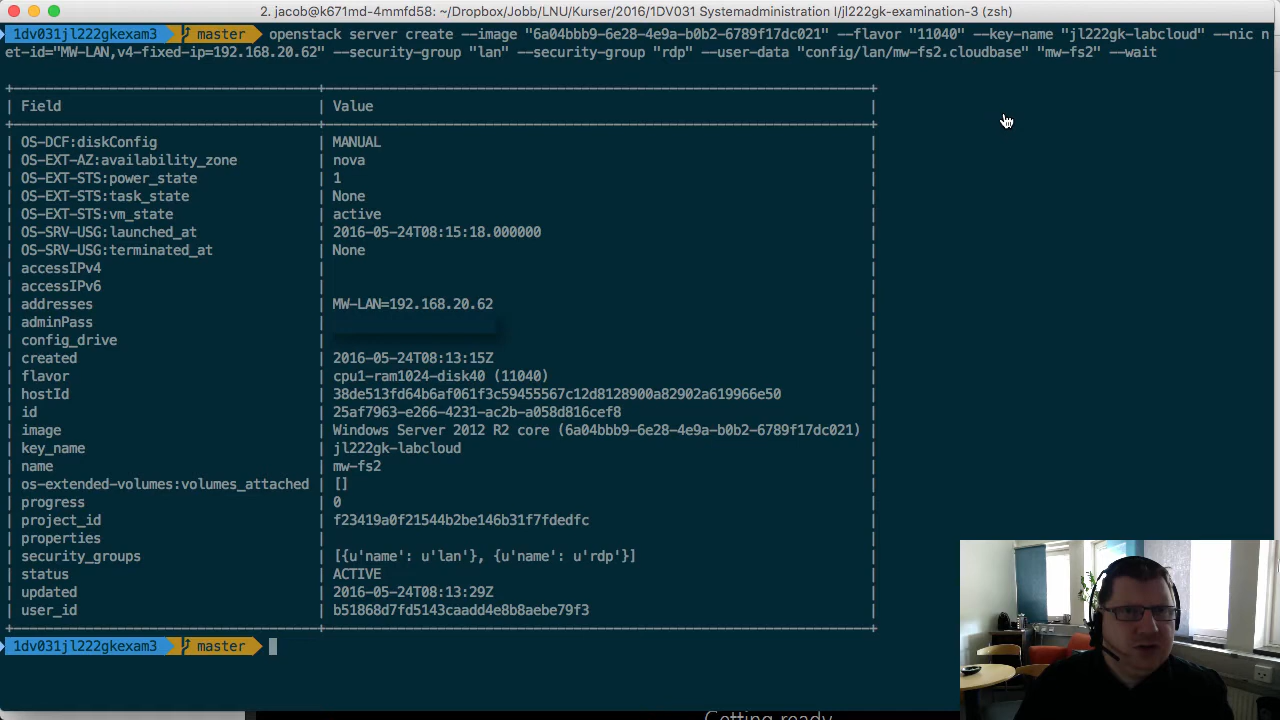 2. jacob@k671md-4mmfd58: ~/Dropbox/Jobb/LNU/Kurser/2016/1DV031 Systemadministration I/jl222gk-examination-3 (zsh)
1dv031jl222gkexam3 master openstack server create --image "6a04bbb9-6e28-4e9a-b0b2-6789f17dc021" --flavor "11040" --key-name "jl222gk-labcloud" --nic n
et-id="MW-LAN,v4-fixed-ip=192.168.20.62" --security-group "lan" --security-group "rdp" --user-data "config/lan/mw-fs2.cloudbase" "mw-fs2" --wait
| Field | Value |
| OS-DCF:diskConfig | MANUAL |
| OS-EXT-AZ:availability_zone | nova |
| OS-EXT-STS:power_state | 1 |
| OS-EXT-STS:task_state | None |
| OS-EXT-STS:vm_state | active |
| OS-SRV-USG:launched_at | 2016-05-24T08:15:18.000000 |
| OS-SRV-USG:terminated_at | None |
| accessIPv4 | |
| accessIPv6 | |
| addresses | MW-LAN=192.168.20.62 |
| adminPass | |
| config_drive | |
| created | 2016-05-24T08:13:15Z |
| flavor | cpu1-ram1024-disk40 (11040) |
| hostId | 38de513fd64b6af061f3c59455567c12d8128900a82902a619966e50 |
| id | 25af7963-e266-4231-ac2b-a058d816cef8 |
| image | Windows Server 2012 R2 core (6a04bbb9-6e28-4e9a-b0b2-6789f17dc021) |
| key_name | jl222gk-labcloud |
| name | mw-fs2 |
| os-extended-volumes:volumes_attached | [] |
| progress | 0 |
| project_id | f23419a0f21544b2be146b31f7fdedfc |
| properties | |
| security_groups | [{u'name': u'lan'}, {u'name': u'rdp'}] |
| status | ACTIVE |
| updated | 2016-05-24T08:13:29Z |
| user_id | b51868d7fd5143caadd4e8b8aebe79f3 |
1dv031jl222gkexam3 master
Getting ready